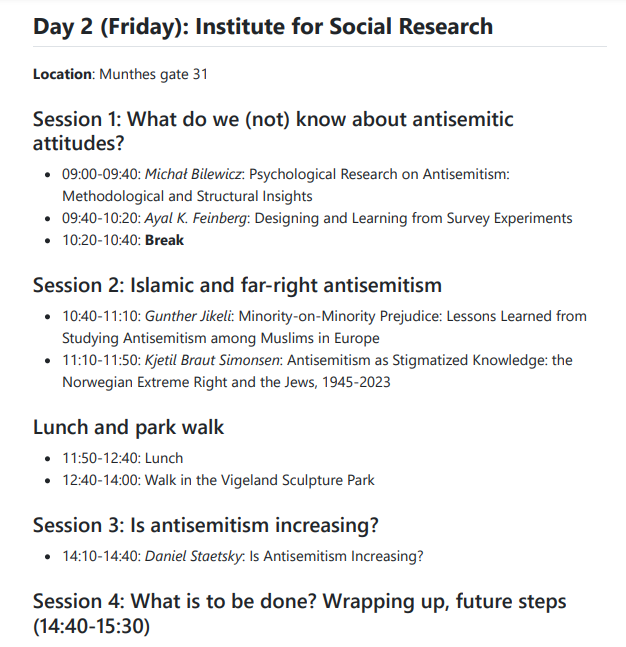 Day 2 (Friday): Institute for Social Research
Location: Munthes gate 31
Session 1: What do we (not) know about antisemitic
attitudes?
• 09:00-09:40: Michał Bilewicz: Psychological Research on Antisemitism:
Methodological and Structural Insights
• 09:40-10:20: Ayal K. Feinberg: Designing and Learning from Survey Experiments
• 10:20-10:40: Break
Session 2: Islamic and far-right antisemitism
• 10:40-11:10: Gunther Jikeli: Minority-on-Minority Prejudice: Lessons Learned from
Studying Antisemitism among Muslims in Europe
• 11:10-11:50: Kjetil Braut Simonsen: Antisemitism as Stigmatized Knowledge: the
Norwegian Extreme Right and the Jews, 1945-2023
Lunch and park walk
• 11:50-12:40: Lunch
• 12:40-14:00: Walk in the Vigeland Sculpture Park
Session 3: Is antisemitism increasing?
• 14:10-14:40: Daniel Staetsky: Is Antisemitism Increasing?
Session 4: What is to be done? Wrapping up, future steps
(14:40-15:30)